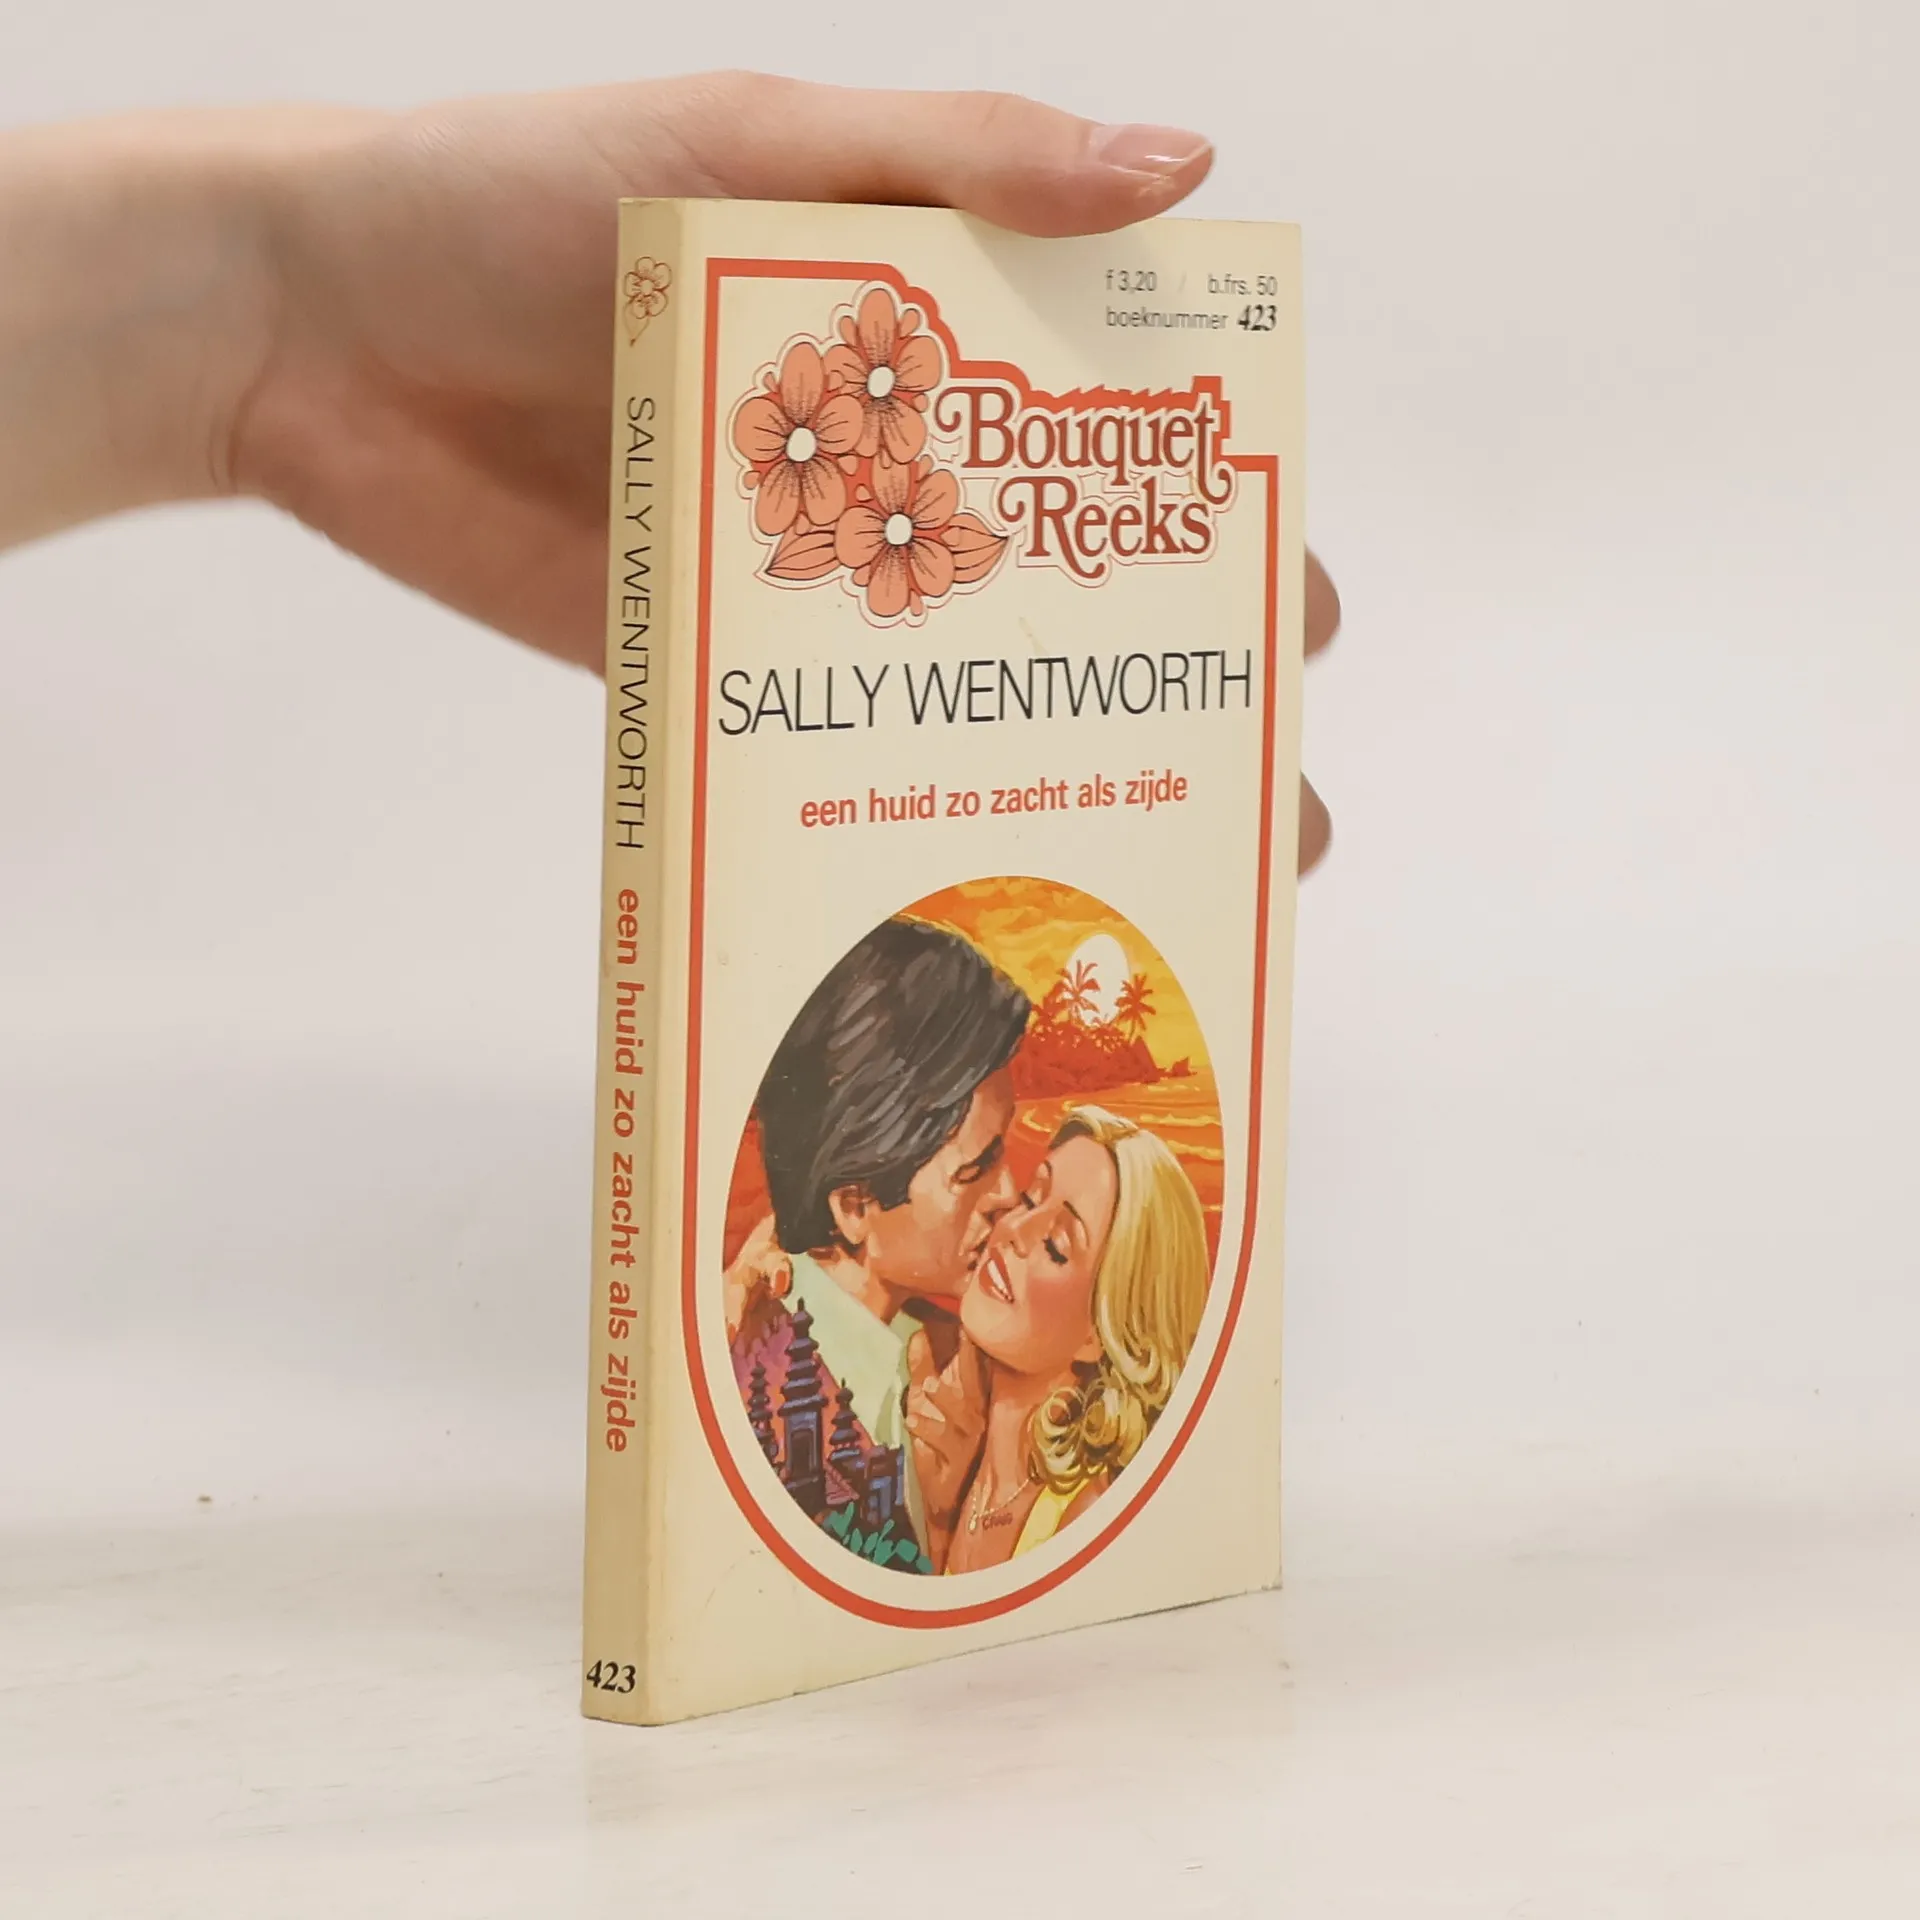 f 3,20 / b.frs. 50
boeknummer 423
Bouquet
Reeks
SALLY WENTWORTH
een huid zo zacht als zijde
CRAIG
SALLY WENTWORTH een huid zo zacht als zijde
423